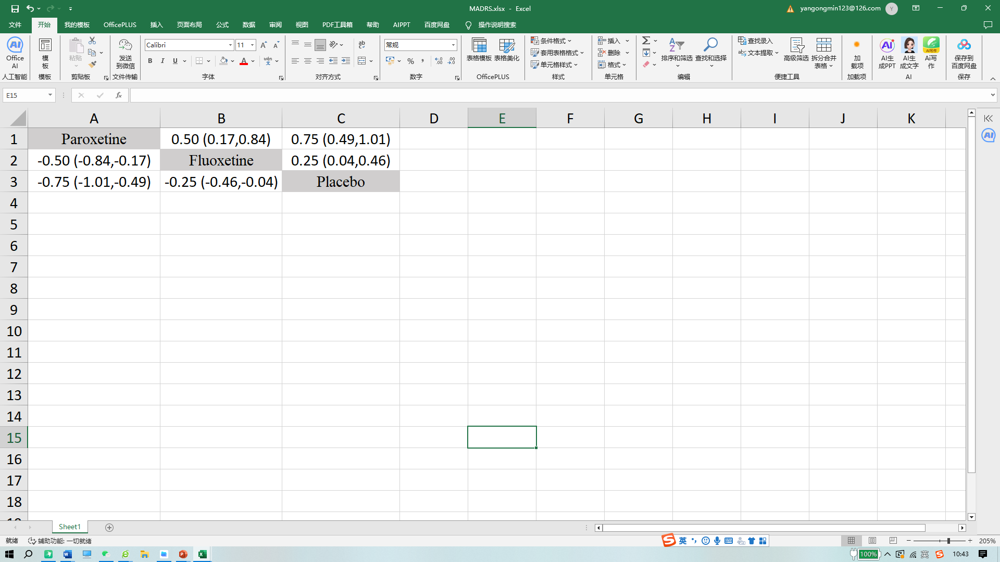 MADRS.xlsx - Excel
yangongmin123@126.com
Y
文件 开始 我的模板 OfficePLUS 插入 页面布局 公式 数据 审阅 视图 PDF工具箱 帮助 AIPPT 百度网盘 操作说明搜索
Office AI
人工智能
模板
模板
粘贴
剪贴板
发送到微信
文件传输
Calibri 11
B I U A wén
字体
ab
对齐方式
常规
% ,
数字
表格模板 表格美化
OfficePLUS
条件格式
套用表格格式
单元格样式
样式
插入
删除
格式
单元格
排序和筛选 查找和选择
编辑
查找录入
文本提取
高级筛选 拆分合并表格
便捷工具
加载项
加载项
AI生成PPT AI生成文字 Ai写作
AI
保存到百度网盘
保存
E15
fx
A B C D E F G H I J K
1 Paroxetine 0.50 (0.17,0.84) 0.75 (0.49,1.01)
2 -0.50 (-0.84,-0.17) Fluoxetine 0.25 (0.04,0.46)
3 -0.75 (-1.01,-0.49) -0.25 (-0.46,-0.04) Placebo
4
5
6
7
8
9
10
11
12
13
14
15
16
17
18
Sheet1
就绪 辅助功能: 一切就绪
英
205%
100%
英
10:43